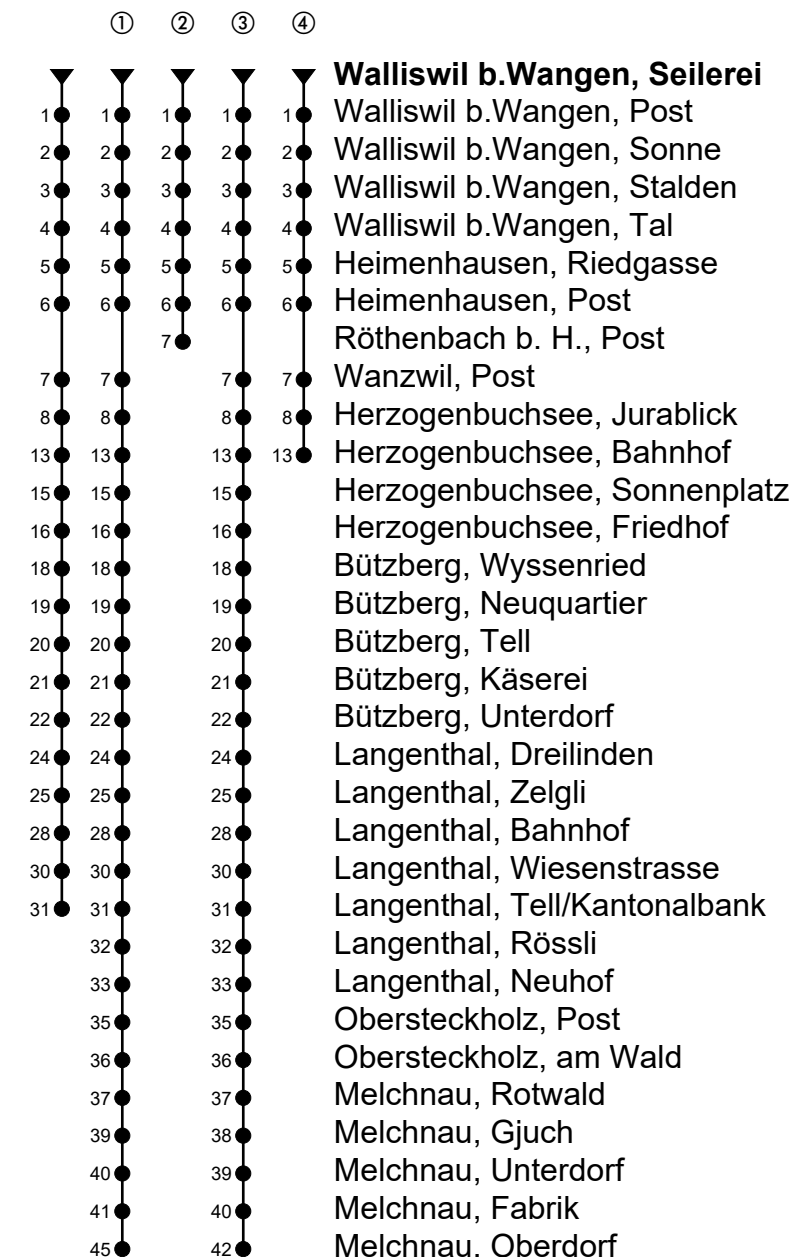 ① ② ③ ④
Walliswil b.Wangen, Seilerei
1 1 1 1 1 Walliswil b.Wangen, Post
2 2 2 2 2 Walliswil b.Wangen, Sonne
3 3 3 3 3 Walliswil b.Wangen, Stalden
4 4 4 4 4 Walliswil b.Wangen, Tal
5 5 5 5 5 Heimenhausen, Riedgasse
6 6 6 6 6 Heimenhausen, Post
7 Röthenbach b. H., Post
7 7 7 7 Wanzwil, Post
8 8 8 8 Herzogenbuchsee, Jurablick
13 13 13 13 Herzogenbuchsee, Bahnhof
15 15 15 Herzogenbuchsee, Sonnenplatz
16 16 16 Herzogenbuchsee, Friedhof
18 18 18 Bützberg, Wyssenried
19 19 19 Bützberg, Neuquartier
20 20 20 Bützberg, Tell
21 21 21 Bützberg, Käserei
22 22 22 Bützberg, Unterdorf
24 24 24 Langenthal, Dreilinden
25 25 25 Langenthal, Zelgli
28 28 28 Langenthal, Bahnhof
30 30 30 Langenthal, Wiesenstrasse
31 31 31 Langenthal, Tell/Kantonalbank
32 32 Langenthal, Rössli
33 33 Langenthal, Neuhof
35 35 Obersteckholz, Post
36 36 Obersteckholz, am Wald
37 37 Melchnau, Rotwald
39 38 Melchnau, Gjuch
40 39 Melchnau, Unterdorf
41 40 Melchnau, Fabrik
45 42 Melchnau, Oberdorf